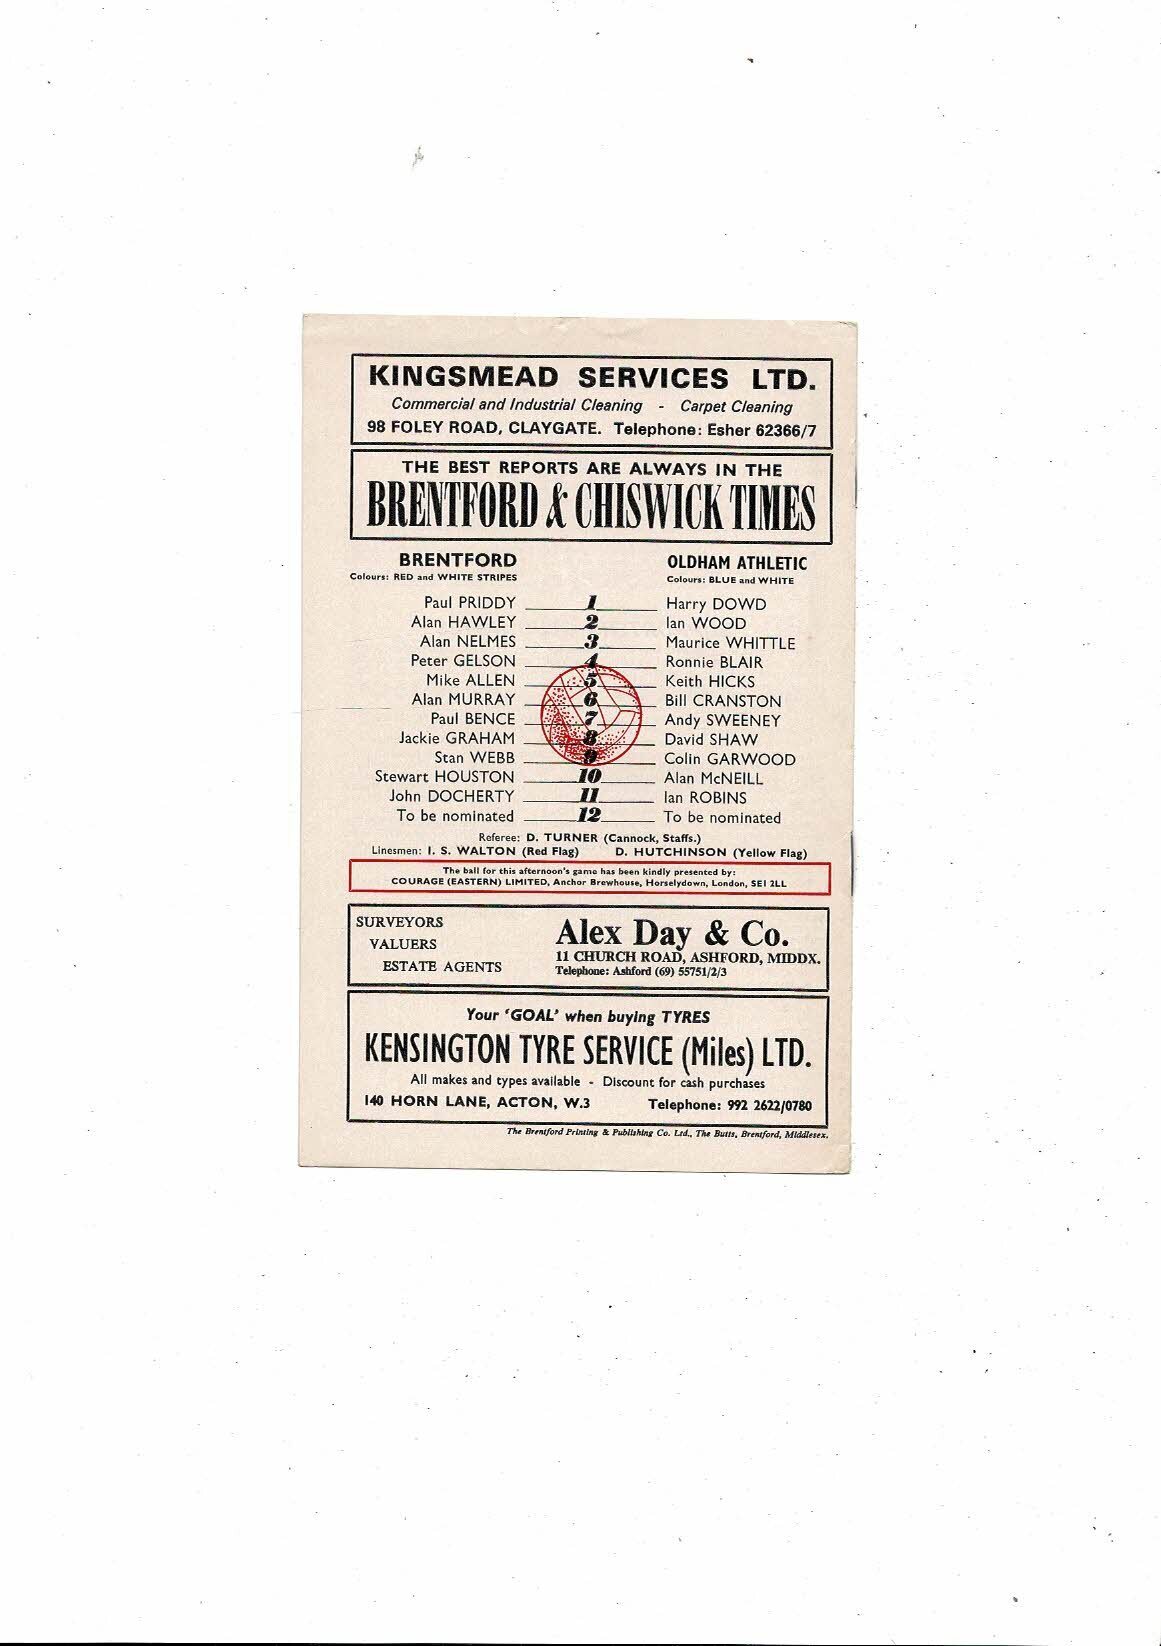 KINGSMEAD SERVICES LTD.
Commercial and Industrial Cleaning - Carpet Cleaning
98 FOLEY ROAD, CLAYGATE. Telephone: Esher 62366/7
THE BEST REPORTS ARE ALWAYS IN THE
BRENTFORD & CHISWICK TIMES
BRENTFORD OLDHAM ATHLETIC
Colours: RED and WHITE STRIPES Colours: BLUE and WHITE
Paul PRIDDY 1 Harry DOWD
Alan HAWLEY 2 Ian WOOD
Alan NELMES 3 Maurice WHITTLE
Peter GELSON 4 Ronnie BLAIR
Mike ALLEN 5 Keith HICKS
Alan MURRAY 6 Bill CRANSTON
Paul BENCE 7 Andy SWEENEY
Jackie GRAHAM 8 David SHAW
Stan WEBB 9 Colin GARWOOD
Stewart HOUSTON 10 Alan McNEILL
John DOCHERTY 11 Ian ROBINS
To be nominated 12 To be nominated
Referee: D. TURNER (Cannock, Staffs.)
Linesmen: I. S. WALTON (Red Flag) D. HUTCHINSON (Yellow Flag)
The ball for this afternoon's game has been kindly presented by:
COURAGE (EASTERN) LIMITED, Anchor Brewhouse, Horselydown, London, SE1 2LL
SURVEYORS
VALUERS
ESTATE AGENTS
Alex Day & Co.
11 CHURCH ROAD, ASHFORD, MIDDX.
Telephone: Ashford (69) 55751/2/3
Your 'GOAL' when buying TYRES
KENSINGTON TYRE SERVICE (Miles) LTD.
All makes and types available - Discount for cash purchases
140 HORN LANE, ACTON, W.3 Telephone: 992 2622/0780
The Brentford Printing & Publishing Co. Ltd., The Butts, Brentford, Middlesex.